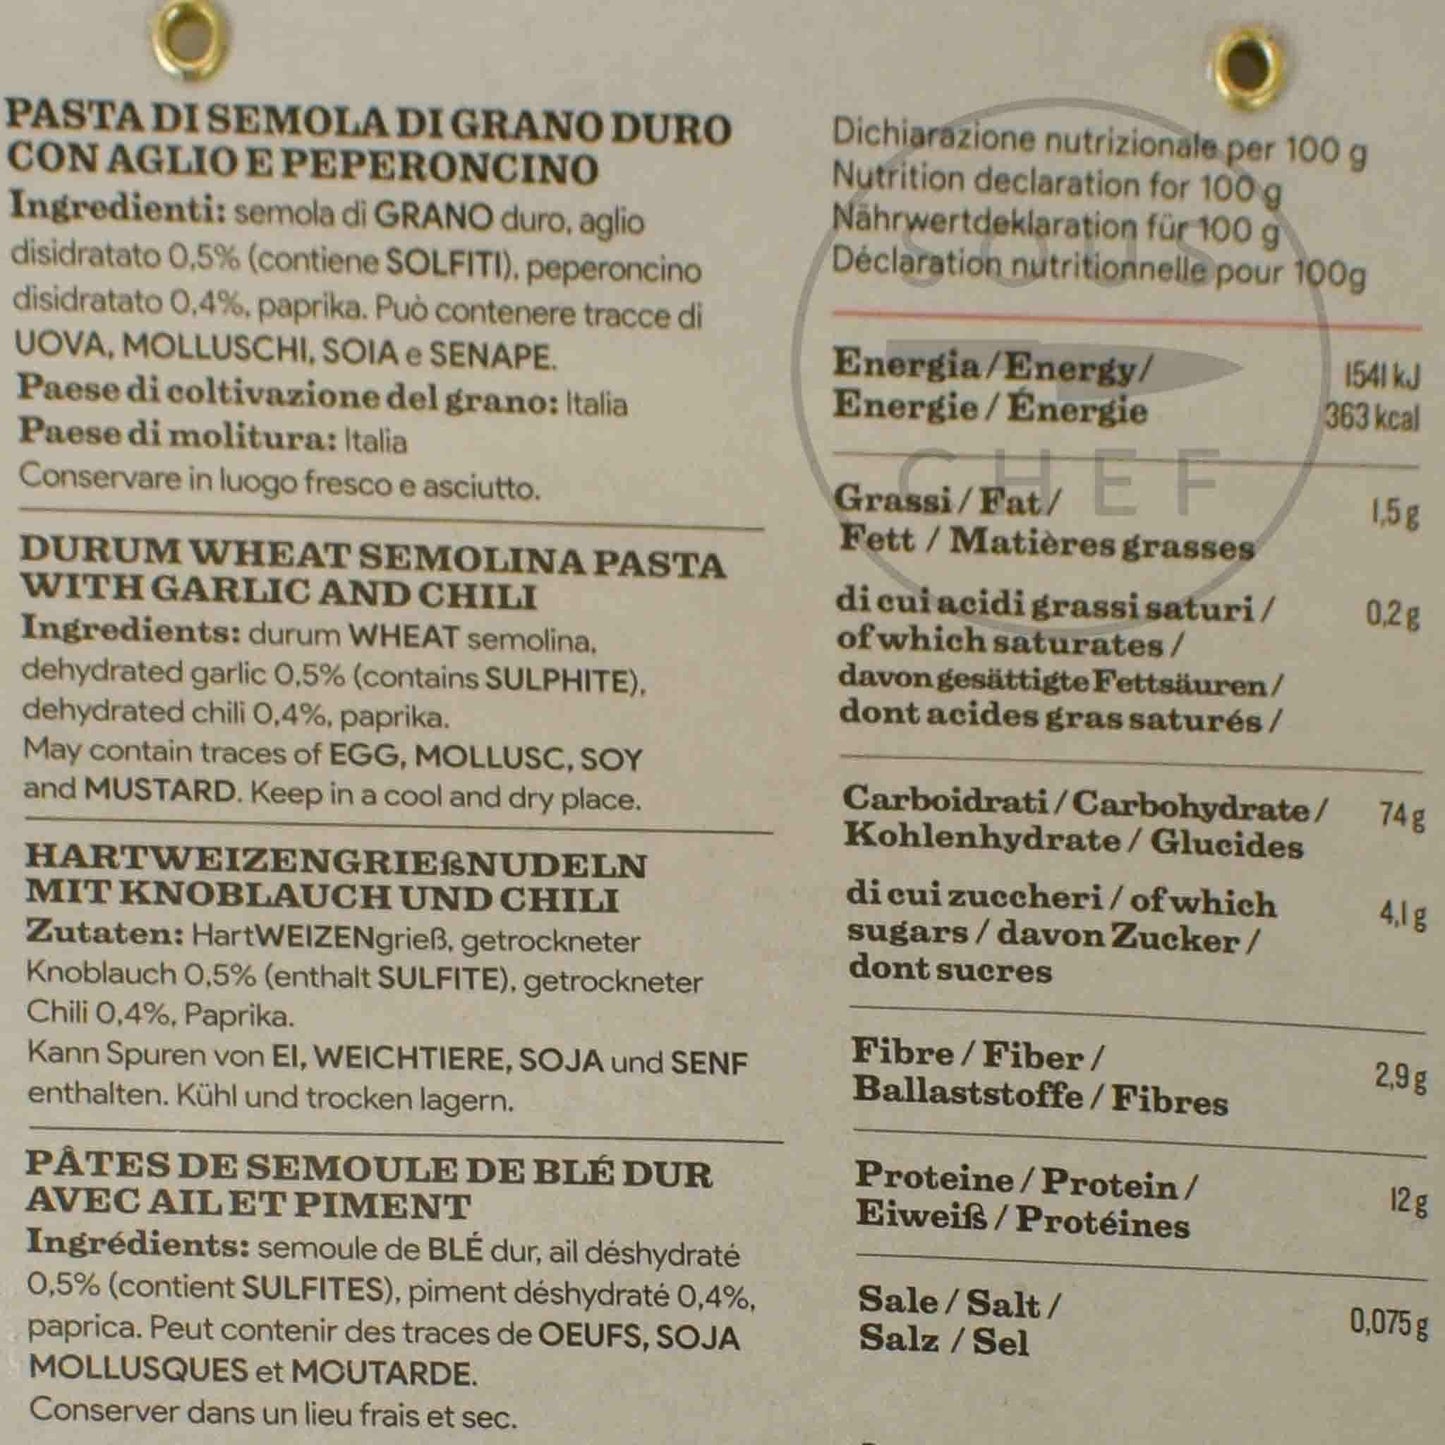 PASTA DI SEMOLA DI GRANO DURO
CON AGLIO E PEPERONCINO
Ingredienti: semola di GRANO duro, aglio
disidratato 0,5% (contiene SOLFITI), peperoncino
disidratato 0,4%, paprika. Può contenere tracce di
UOVA, MOLLUSCHI, SOIA e SENAPE.
Paese di coltivazione del grano: Italia
Paese di molitura: Italia
Conservare in luogo fresco e asciutto.
DURUM WHEAT SEMOLINA PASTA
WITH GARLIC AND CHILI
Ingredients: durum WHEAT semolina,
dehydrated garlic 0,5% (contains SULPHITE),
dehydrated chili 0,4%, paprika.
May contain traces of EGG, MOLLUSC, SOY
and MUSTARD. Keep in a cool and dry place.
HARTWEIZENGRIEßNUDELN
MIT KNOBLAUCH UND CHILI
Zutaten: HartWEIZENgrieß, getrockneter
Knoblauch 0,5% (enthalt SULFITE), getrockneter
Chili 0,4%, Paprika.
Kann Spuren von EI, WEICHTIERE, SOJA und SENF
enthalten. Kühl und trocken lagern.
PÂTES DE SEMOULE DE BLÉ DUR
AVEC AIL ET PIMENT
Ingrédients: semoule de BLÉ dur, ail déshydraté
0,5% (contient SULFITES), piment déshydraté 0,4%,
paprica. Peut contenir des traces de OEUFS, SOJA
MOLLUSQUES et MOUTARDE.
Conserver dans un lieu frais et sec.
Dichiarazione nutrizionale per 100 g
Nutrition declaration for 100 g
Nährwertdeklaration für 100 g
Déclaration nutritionnelle pour 100g
SOUS
CHEF
Energia / Energy / 1541 kJ
Energie / Énergie 363 kcal
Grassi / Fat / 1,5 g
Fett / Matières grasses
di cui acidi grassi saturi / 0,2 g
of which saturates /
davon gesättigte Fettsäuren /
dont acides gras saturés /
Carboidrati / Carbohydrate / 74 g
Kohlenhydrate / Glucides
di cui zuccheri / of which 4,1 g
sugars / davon Zucker /
dont sucres
Fibre / Fiber / 2,9 g
Ballaststoffe / Fibres
Proteine / Protein / 12 g
Eiweiß / Protéines
Sale / Salt / 0,075 g
Salz / Sel